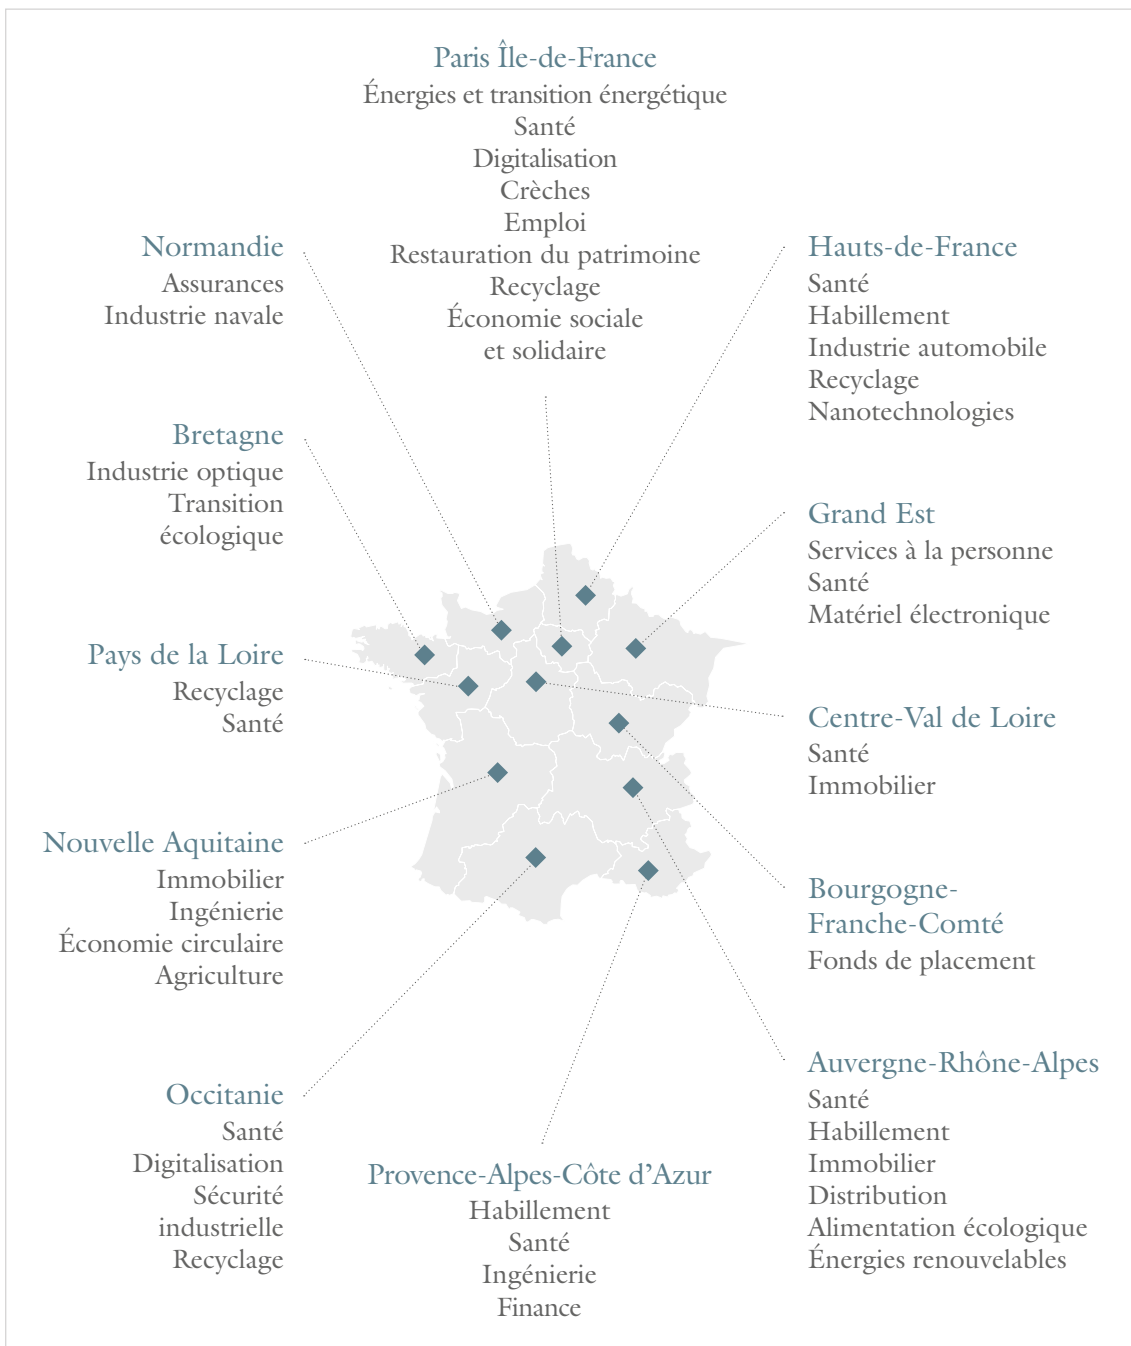 Paris Île-de-France
Énergies et transition énergétique
Santé
Digitalisation
Crèches
Emploi
Restauration du patrimoine
Recyclage
Économie sociale
et solidaire
Normandie
Assurances
Industrie navale
Bretagne
Industrie optique
Transition
écologique
Pays de la Loire
Recyclage
Santé
Nouvelle Aquitaine
Immobilier
Ingénierie
Économie circulaire
Agriculture
Occitanie
Santé
Digitalisation
Sécurité
industrielle
Recyclage
Provence-Alpes-Côte d’Azur
Habillement
Santé
Ingénierie
Finance
Hauts-de-France
Santé
Habillement
Industrie automobile
Recyclage
Nanotechnologies
Grand Est
Services à la personne
Santé
Matériel électronique
Centre-Val de Loire
Santé
Immobilier
Bourgogne-
Franche-Comté
Fonds de placement
Auvergne-Rhône-Alpes
Santé
Habillement
Immobilier
Distribution
Alimentation écologique
Énergies renouvelables